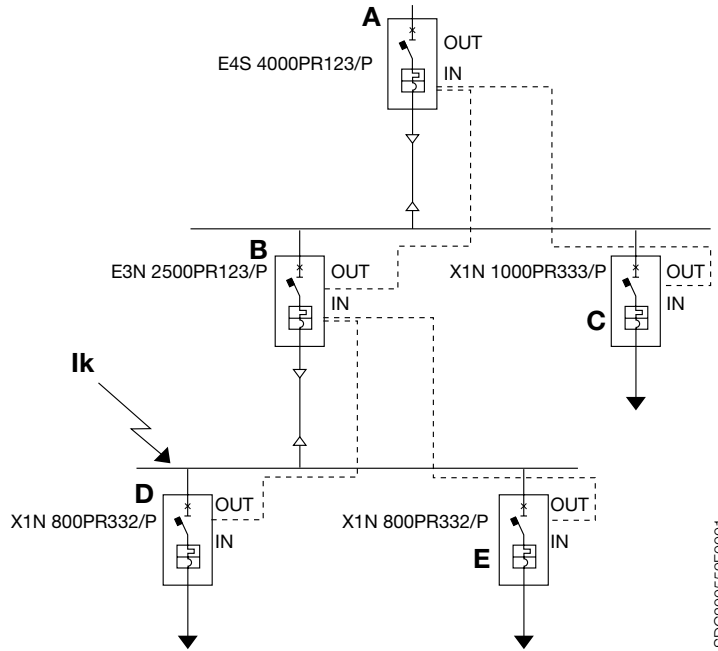 A
OUT
E4S 4000PR123/P
IN
B
E3N 2500PR123/P
OUT
IN
X1N 1000PR333/P
OUT
IN
C
Ik
D
OUT
X1N 800PR332/P
IN
X1N 800PR332/P
OUT
IN
E